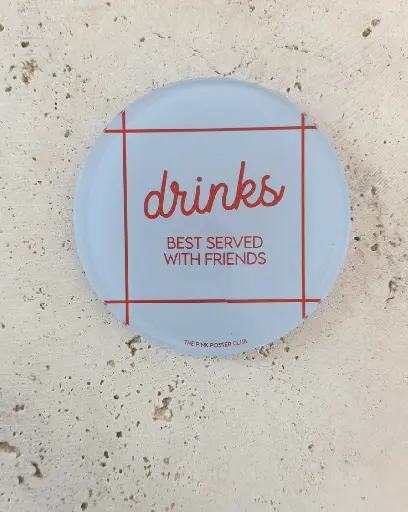 drinks
BEST SERVED
WITH FRIENDS
THE PINK POSTER CLUB